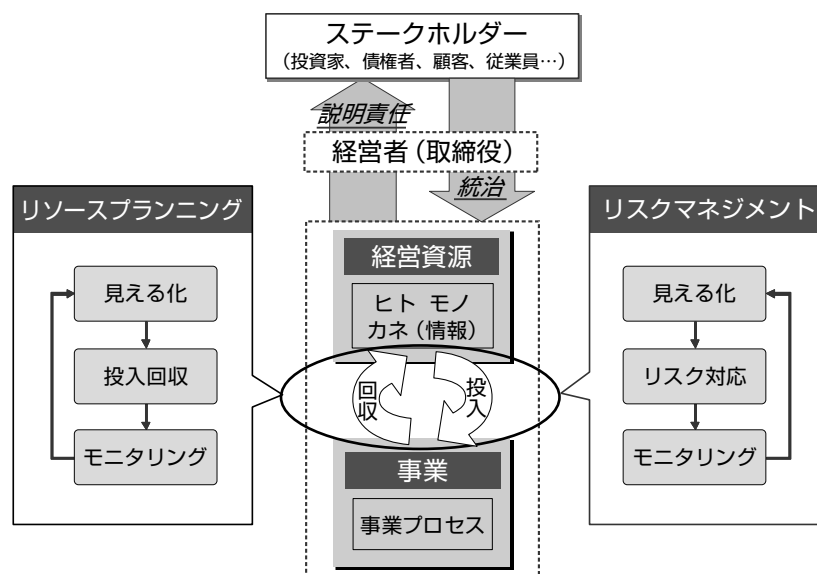 ステークホルダー
（投資家、債権者、顧客、従業員…）
説明責任
経営者（取締役）
統治
リソースプランニング
見える化
投入回収
モニタリング
経営資源
ヒト モノ
カネ（情報）
回収
投入
事業
事業プロセス
リスクマネジメント
見える化
リスク対応
モニタリング